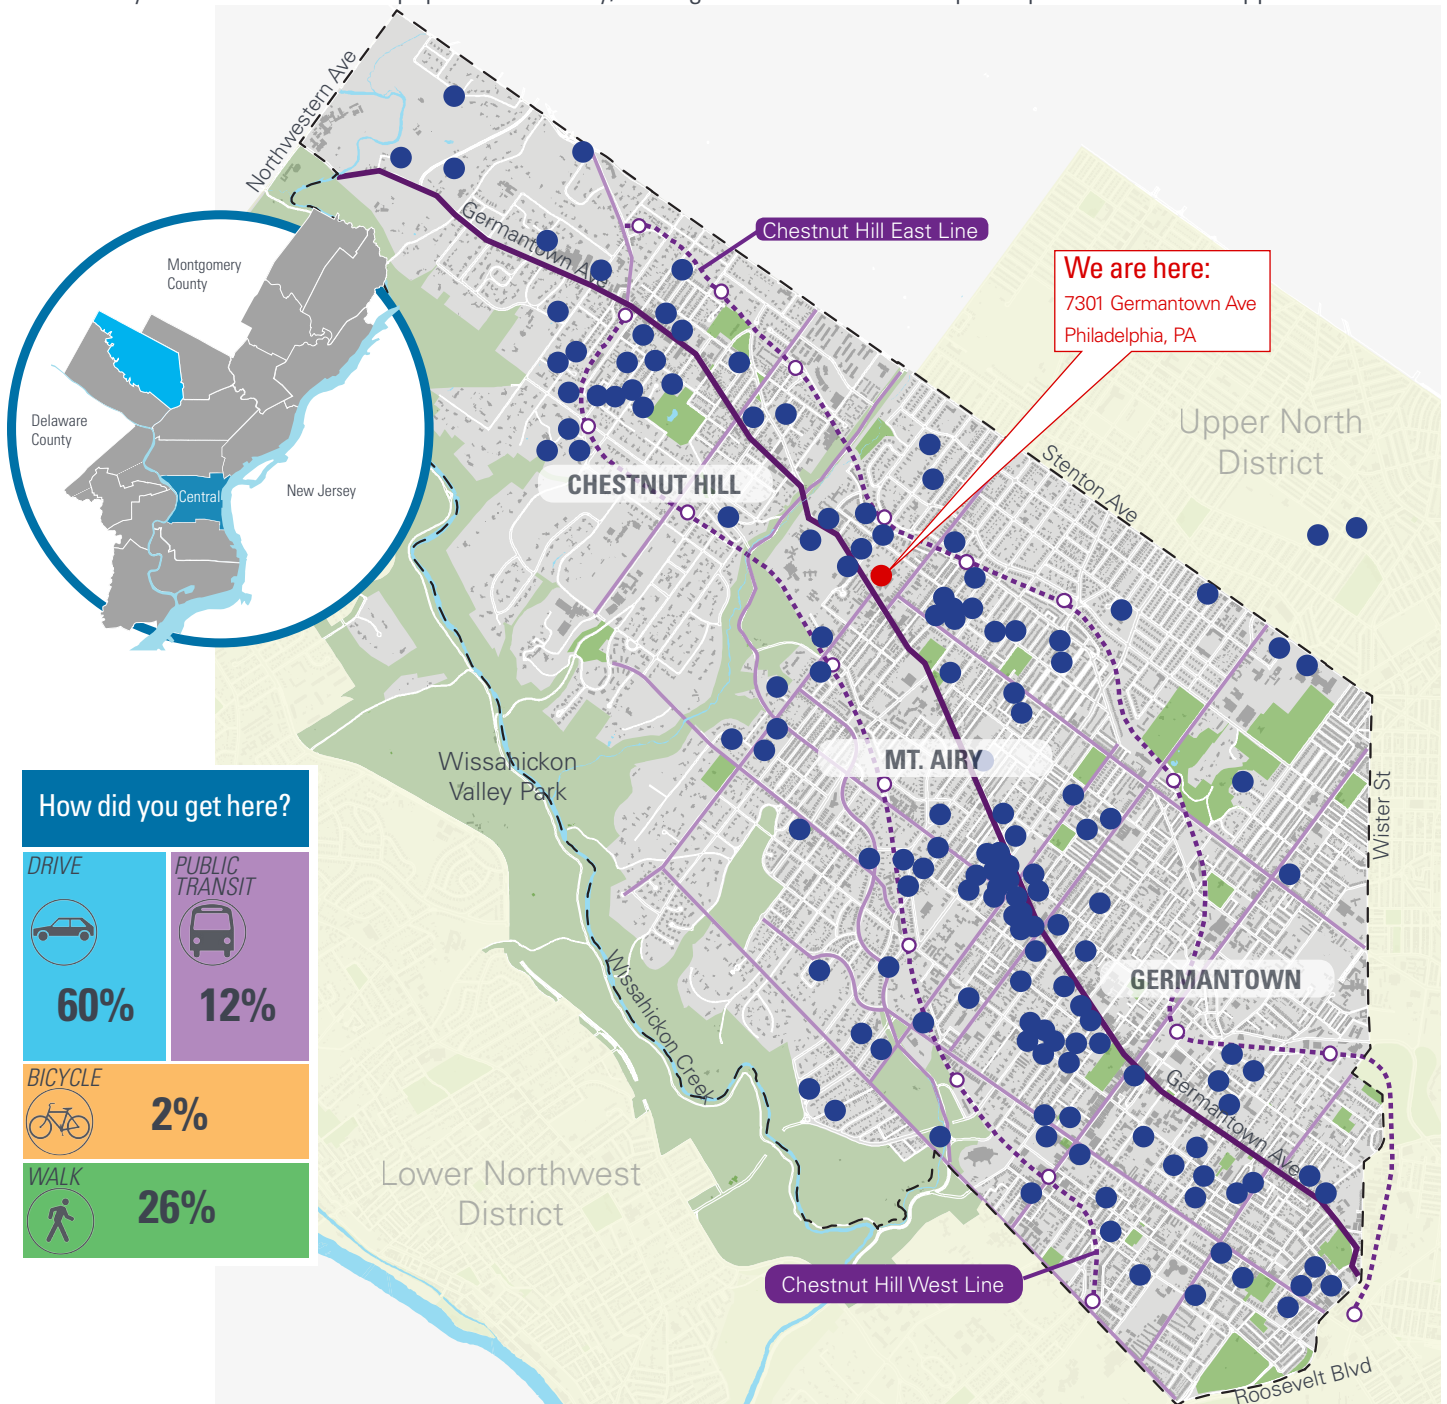 Northwestern Ave
Germantown Ave
Chestnut Hill East Line
We are here:
7301 Germantown Ave
Philadelphia, PA
Montgomery
County
Delaware
County
Central
New Jersey
Upper North
District
Stenton Ave
CHESTNUT HILL
Wissahickon
Valley Park
MT. AIRY
Wister St
How did you get here?
DRIVE
60%
PUBLIC
TRANSIT
12%
BICYCLE
2%
WALK
26%
Wissahickon Creek
GERMANTOWN
Germantown Ave
Lower Northwest
District
Chestnut Hill West Line
Roosevelt Blvd